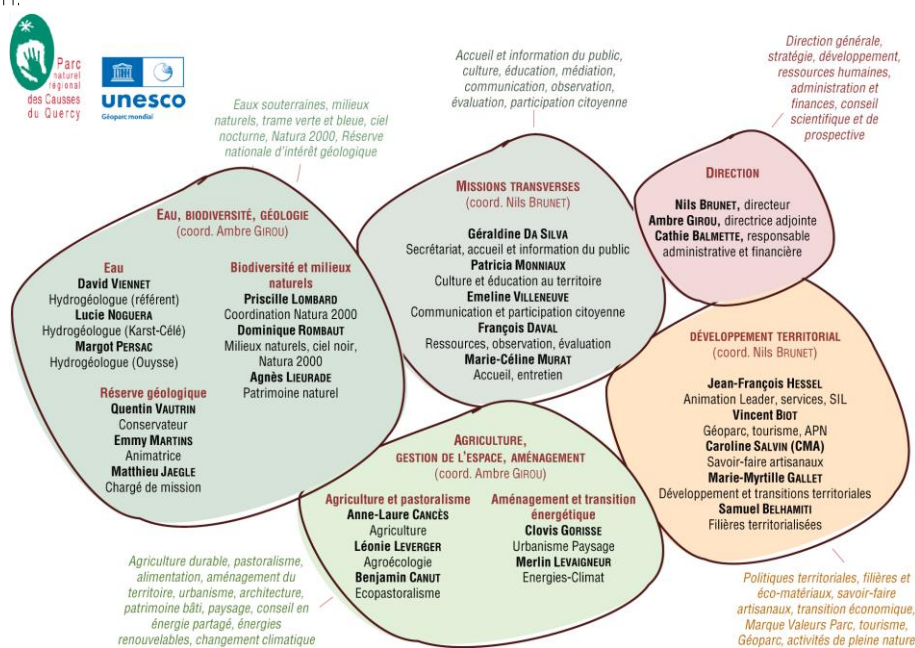 Parc
naturel
régional
des Causses
du Quercy
unesco
Géoparc mondial
Eaux souterraines, milieux
naturels, trame verte et bleue, ciel
nocturne, Natura 2000, Réserve
nationale d'intérêt géologique
Accueil et information du public,
culture, éducation, médiation,
communication, observation,
évaluation, participation citoyenne
Direction générale,
stratégie, développement,
ressources humaines,
administration et
finances, conseil
scientifique et de
prospective
EAU, BIODIVERSITÉ, GÉOLOGIE
(coord. Ambre GIROU)
Eau
David VIENNET
Hydrogéologue (référent)
Lucie NOGUERA
Hydrogéologue (Karst-Célé)
Margot PERSAC
Hydrogéologue (Ouysse)
Biodiversité et milieux
naturels
Priscille LOMBARD
Coordination Natura 2000
Dominique ROMBAUT
Milieux naturels, ciel noir,
Natura 2000
Agnès LIEURADE
Patrimoine naturel
Réserve géologique
Quentin VAUTRIN
Conservateur
Emmy MARTINS
Animatrice
Matthieu JAEGLE
Chargé de mission
MISSIONS TRANSVERSES
(coord. Nils BRUNET)
Géraldine DA SILVA
Secrétariat, accueil et information du public
Patricia MONNIAUX
Culture et éducation au territoire
Emeline VILLENEUVE
Communication et participation citoyenne
François DAVAL
Ressources, observation, évaluation
Marie-Céline MURAT
Accueil, entretien
DIRECTION
Nils BRUNET, directeur
Ambre GIROU, directrice adjointe
Cathie BALMETTE, responsable
administrative et financière
DÉVELOPPEMENT TERRITORIAL
(coord. Nils BRUNET)
Jean-François HESSEL
Animation Leader, services, SIL
Vincent BIOT
Géoparc, tourisme, APN
Caroline SALVIN (CMA)
Savoir-faire artisanaux
Marie-Myrtille GALLET
Développement et transitions territoriales
Samuel BELHAMITI
Filières territorialisées
AGRICULTURE,
GESTION DE L'ESPACE, AMÉNAGEMENT
(coord. Ambre GIROU)
Agriculture et pastoralisme
Anne-Laure CANCÈS
Agriculture
Léonie LEVERGER
Agroécologie
Benjamin CANUT
Ecopastoralisme
Aménagement et transition
énergétique
Clovis GORISSE
Urbanisme Paysage
Merlin LEVAIGNEUR
Energies-Climat
Agriculture durable, pastoralisme,
alimentation, aménagement du
territoire, urbanisme, architecture,
patrimoine bâti, paysage, conseil en
énergie partagé, énergies
renouvelables, changement climatique
Politiques territoriales, filières et
éco-matériaux, savoir-faire
artisanaux, transition économique,
Marque Valeurs Parc, tourisme,
Géoparc, activités de pleine nature